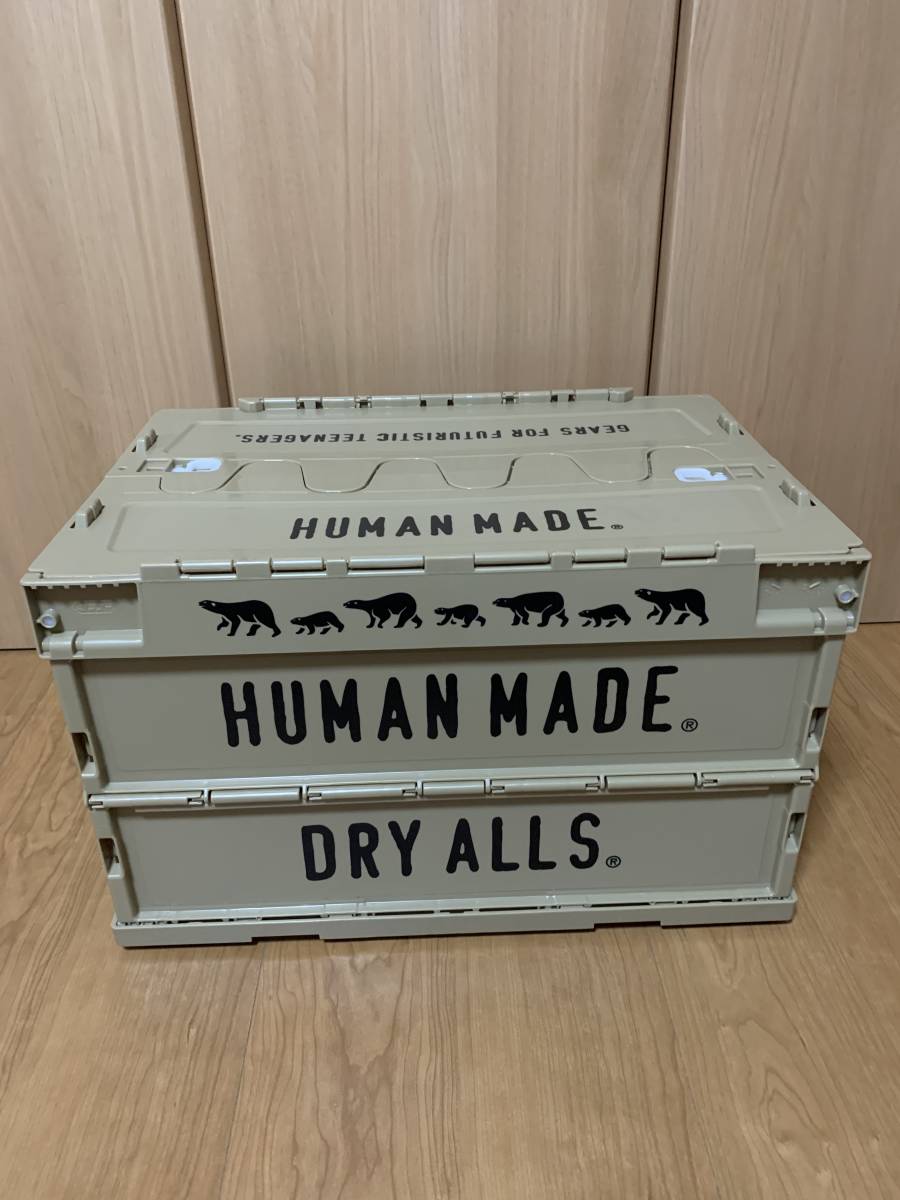 GEARS FOR FUTURISTIC TEENAGERS.
HUMAN MADE®
HUMAN MADE®
DRY ALLS®